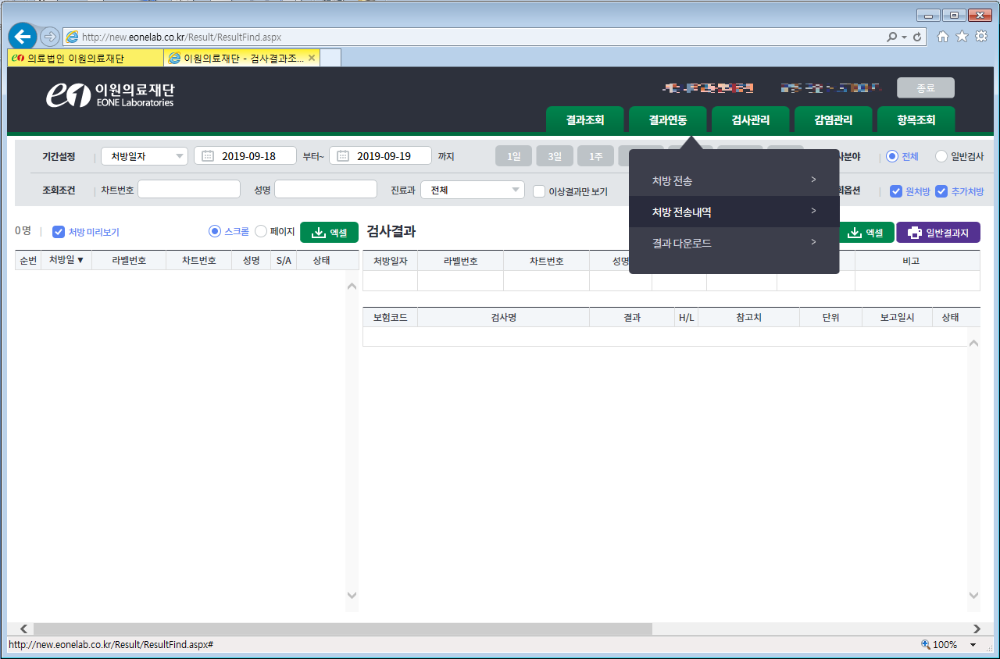 http://new.eonelab.co.kr/Result/ResultFind.aspx
의료법인 이원의료재단
이원의료재단 - 검사결과조...
이원의료재단
EONE Laboratories
종료
결과조회 결과연동 검사관리 감염관리 항목조회
기간설정 처방일자 2019-09-18 부터~ 2019-09-19 까지 1일 3일 1주 전체 일반검사
조회조건 차트번호 성명 진료과 전체 이상결과만 보기 원처방 추가처방
처방 전송 >
처방 전송내역 >
결과 다운로드 >
0 명 처방 미리보기 스크롤 페이지 엑셀 검사결과 엑셀 일반결과지
순번 처방일 ▼ 라벨번호 차트번호 성명 S/A 상태
처방일자 라벨번호 차트번호 성명 비고
보험코드 검사명 결과 H/L 참고치 단위 보고일시 상태
http://new.eonelab.co.kr/Result/ResultFind.aspx#
100%